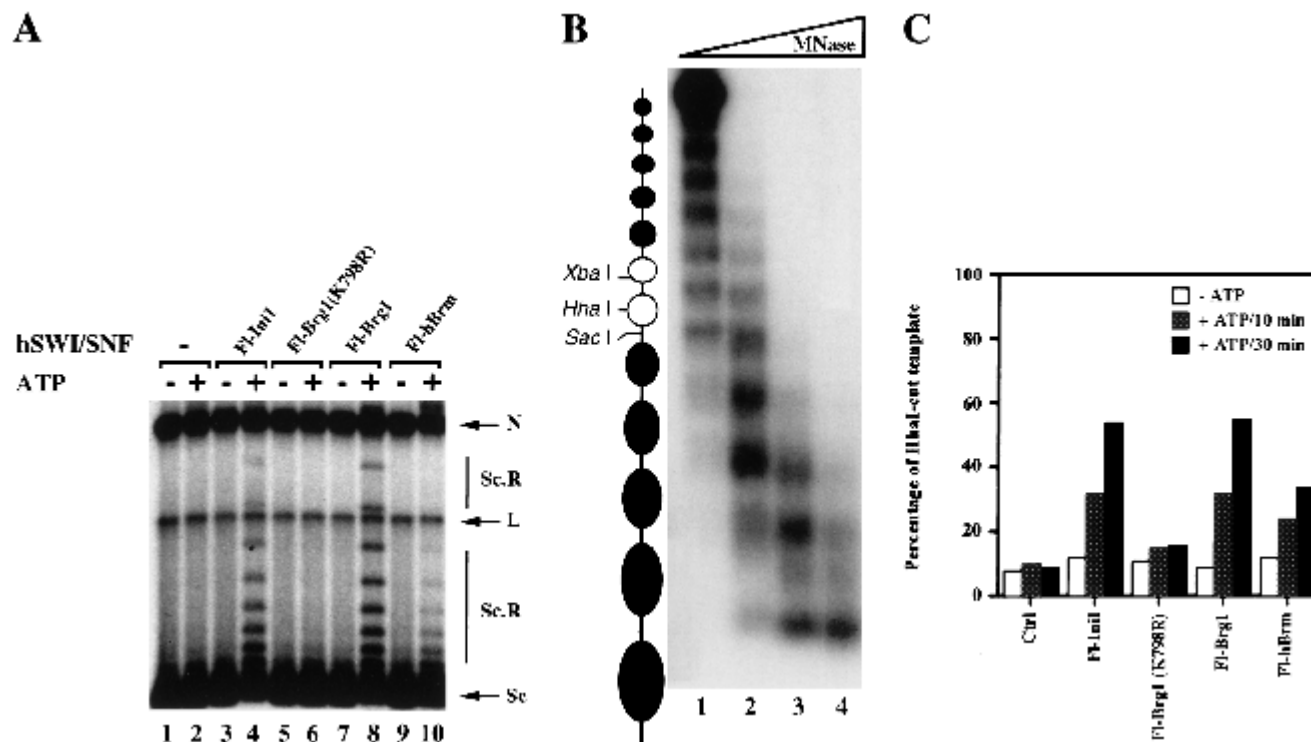 A
hSWI/SNF - Fl-Ini1 Fl-Brg1(K798R) Fl-Brg1 Fl-hBrm
ATP - + - + - + - + - +
N
Sc.R
L
Sc.R
Sc
1 2 3 4 5 6 7 8 9 10
B
MNase
Xba I
Hna I
Sac I
1 2 3 4
C
Percentage of HhaI-cut template
100
80
60
40
20
0
- ATP
+ ATP/10 min
+ ATP/30 min
Ctrl
Fl-Ini1
Fl-Brg1 (K798R)
Fl-Brg1
Fl-hBrm